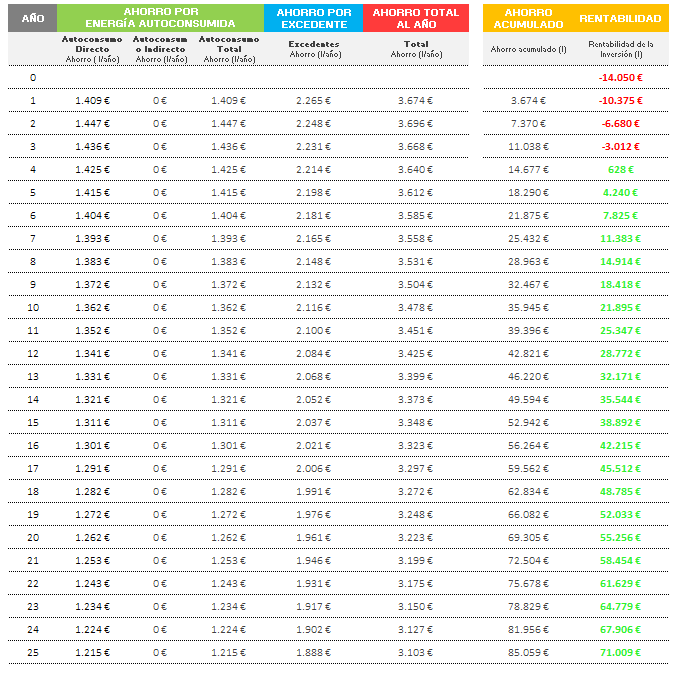 AÑO AHORRO POR ENERGÍA AUTOCONSUMIDA AHORRO POR EXCEDENTE AHORRO TOTAL AL AÑO AHORRO ACUMULADO RENTABILIDAD
Autoconsumo Directo Ahorro (I/año) Autoconsum o Indirecto Ahorro (I/año) Autoconsumo Total Ahorro (I/año) Excedentes Ahorro (I/año) Total Ahorro (I/año) Ahorro acumulado (I) Rentabilidad de la Inversión (I)
0 -14.050 €
1 1.409 € 0 € 1.409 € 2.265 € 3.674 € 3.674 € -10.375 €
2 1.447 € 0 € 1.447 € 2.248 € 3.696 € 7.370 € -6.680 €
3 1.436 € 0 € 1.436 € 2.231 € 3.668 € 11.038 € -3.012 €
4 1.425 € 0 € 1.425 € 2.214 € 3.640 € 14.677 € 628 €
5 1.415 € 0 € 1.415 € 2.198 € 3.612 € 18.290 € 4.240 €
6 1.404 € 0 € 1.404 € 2.181 € 3.585 € 21.875 € 7.825 €
7 1.393 € 0 € 1.393 € 2.165 € 3.558 € 25.432 € 11.383 €
8 1.383 € 0 € 1.383 € 2.148 € 3.531 € 28.963 € 14.914 €
9 1.372 € 0 € 1.372 € 2.132 € 3.504 € 32.467 € 18.418 €
10 1.362 € 0 € 1.362 € 2.116 € 3.478 € 35.945 € 21.895 €
11 1.352 € 0 € 1.352 € 2.100 € 3.451 € 39.396 € 25.347 €
12 1.341 € 0 € 1.341 € 2.084 € 3.425 € 42.821 € 28.772 €
13 1.331 € 0 € 1.331 € 2.068 € 3.399 € 46.220 € 32.171 €
14 1.321 € 0 € 1.321 € 2.052 € 3.373 € 49.594 € 35.544 €
15 1.311 € 0 € 1.311 € 2.037 € 3.348 € 52.942 € 38.892 €
16 1.301 € 0 € 1.301 € 2.021 € 3.323 € 56.264 € 42.215 €
17 1.291 € 0 € 1.291 € 2.006 € 3.297 € 59.562 € 45.512 €
18 1.282 € 0 € 1.282 € 1.991 € 3.272 € 62.834 € 48.785 €
19 1.272 € 0 € 1.272 € 1.976 € 3.248 € 66.082 € 52.033 €
20 1.262 € 0 € 1.262 € 1.961 € 3.223 € 69.305 € 55.256 €
21 1.253 € 0 € 1.253 € 1.946 € 3.199 € 72.504 € 58.454 €
22 1.243 € 0 € 1.243 € 1.931 € 3.175 € 75.678 € 61.629 €
23 1.234 € 0 € 1.234 € 1.917 € 3.150 € 78.829 € 64.779 €
24 1.224 € 0 € 1.224 € 1.902 € 3.127 € 81.956 € 67.906 €
25 1.215 € 0 € 1.215 € 1.888 € 3.103 € 85.059 € 71.009 €